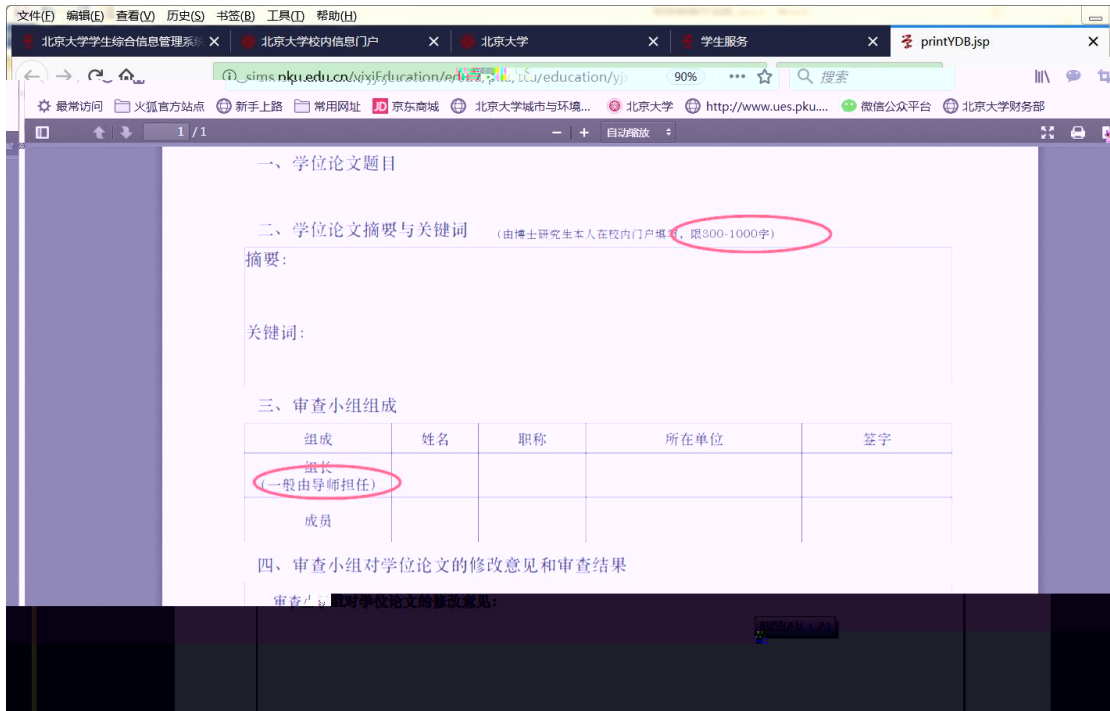 文件(F) 编辑(E) 查看(V) 历史(S) 书签(B) 工具(T) 帮助(H)
北京大学学生综合信息管理系统 × 北京大学校内信息门户 × 北京大学 × 学生服务 × printYDB.jsp ×
90% 搜索
最常访问 火狐官方站点 新手上路 常用网址 JD 京东商城 北京大学城市与环境... 北京大学 http://www.ues.pku.... 微信公众平台 北京大学财务部
1 / 1 － + 自动缩放
一、学位论文题目
二、学位论文摘要与关键词 (由博士研究生本人在校内门户填写，限800-1000字)
摘要:
关键词:
三、审查小组组成
组成 姓名 职称 所在单位 签字
组长
(一般由导师担任)
成员
四、审查小组对学位论文的修改意见和审查结果
审查小组对学位论文的修改意见: